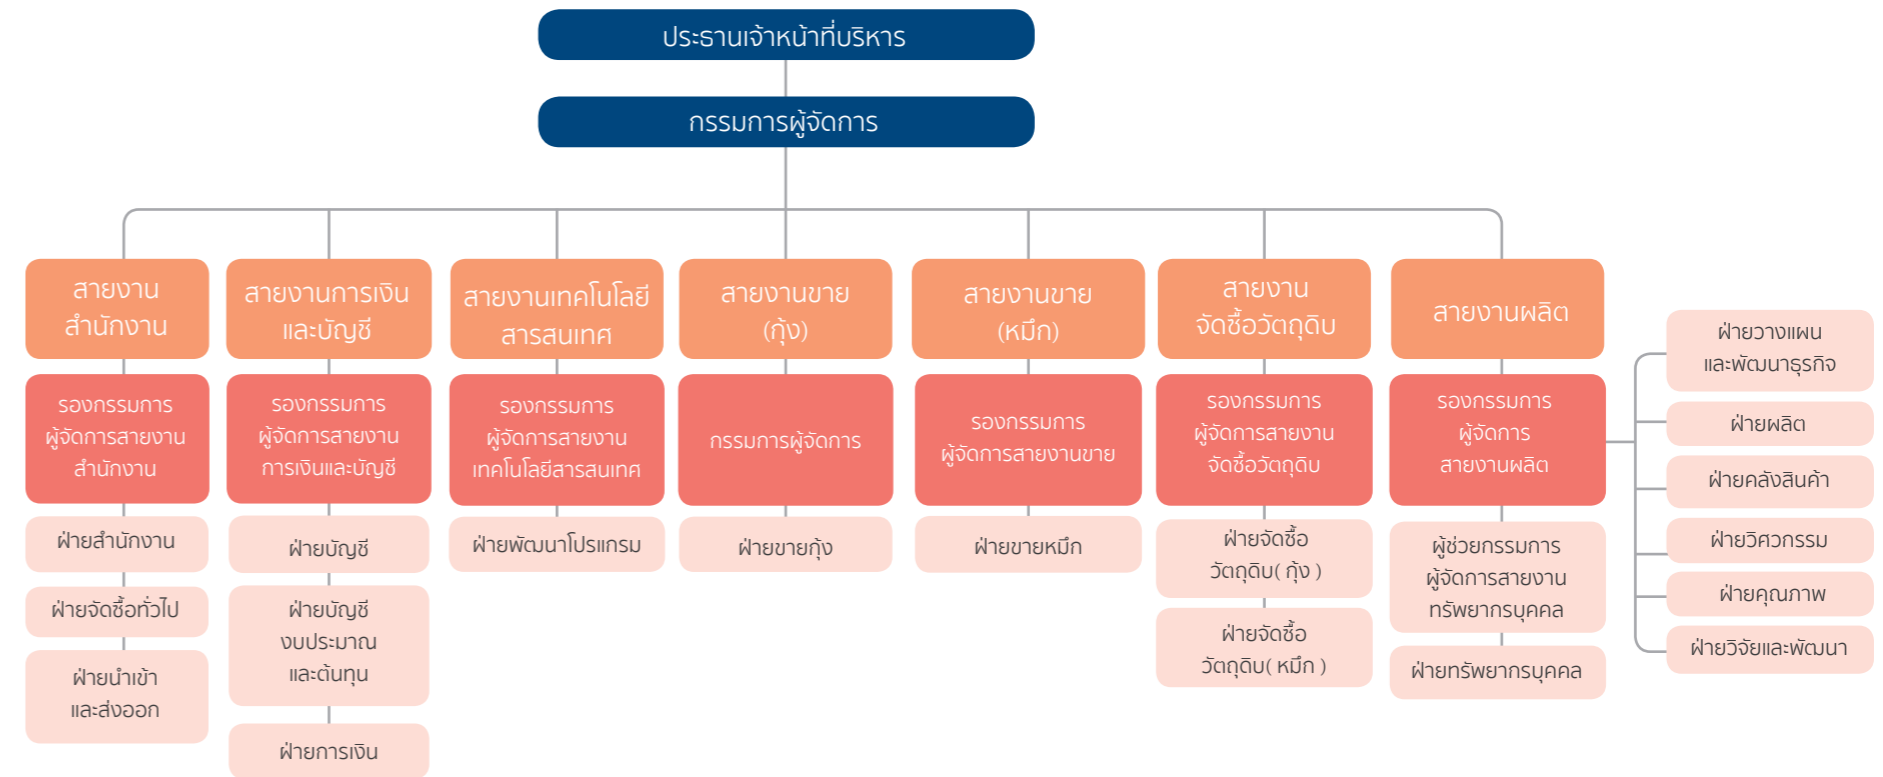 ประธานเจ้าหน้าที่บริหาร
กรรมการผู้จัดการ
สายงาน
สำนักงาน
รองกรรมการ
ผู้จัดการสายงาน
สำนักงาน
ฝ่ายสำนักงาน
ฝ่ายจัดซื้อทั่วไป
ฝ่ายนำเข้า
และส่งออก
สายงานการเงิน
และบัญชี
รองกรรมการ
ผู้จัดการสายงาน
การเงินและบัญชี
ฝ่ายบัญชี
ฝ่ายบัญชี
งบประมาณ
และต้นทุน
ฝ่ายการเงิน
สายงานเทคโนโลยี
สารสนเทศ
รองกรรมการ
ผู้จัดการสายงาน
เทคโนโลยีสารสนเทศ
ฝ่ายพัฒนาโปรแกรม
สายงานขาย
(กุ้ง)
กรรมการผู้จัดการ
ฝ่ายขายกุ้ง
สายงานขาย
(หมึก)
รองกรรมการ
ผู้จัดการสายงานขาย
ฝ่ายขายหมึก
สายงาน
จัดซื้อวัตถุดิบ
รองกรรมการ
ผู้จัดการสายงาน
จัดซื้อวัตถุดิบ
ฝ่ายจัดซื้อ
วัตถุดิบ( กุ้ง )
ฝ่ายจัดซื้อ
วัตถุดิบ( หมึก )
สายงานผลิต
รองกรรมการ
ผู้จัดการ
สายงานผลิต
ผู้ช่วยกรรมการ
ผู้จัดการสายงาน
ทรัพยากรบุคคล
ฝ่ายทรัพยากรบุคคล
ฝ่ายวางแผน
และพัฒนาธุรกิจ
ฝ่ายผลิต
ฝ่ายคลังสินค้า
ฝ่ายวิศวกรรม
ฝ่ายคุณภาพ
ฝ่ายวิจัยและพัฒนา